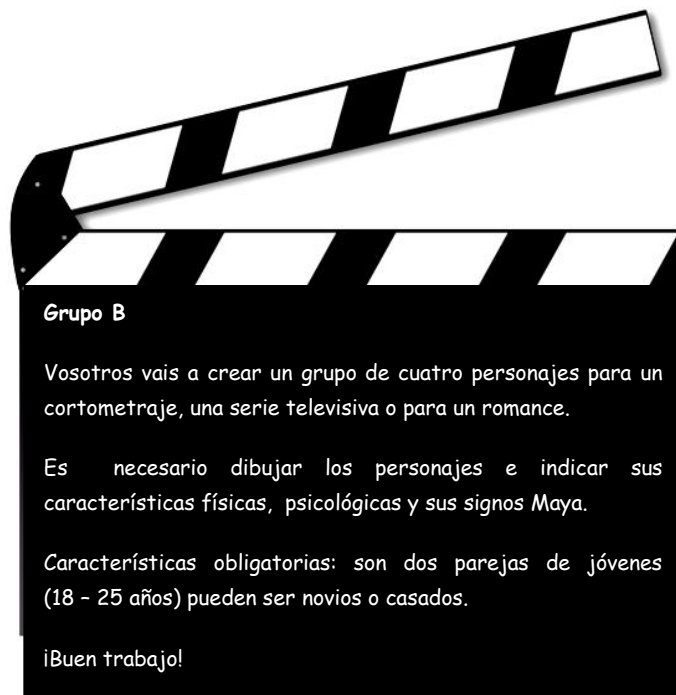 Grupo B
Vosotros vais a crear un grupo de cuatro personajes para un
cortometraje, una serie televisiva o para un romance.
Es necesario dibujar los personajes e indicar sus
características físicas, psicológicas y sus signos Maya.
Características obligatorias: son dos parejas de jóvenes
(18 – 25 años) pueden ser novios o casados.
¡Buen trabajo!